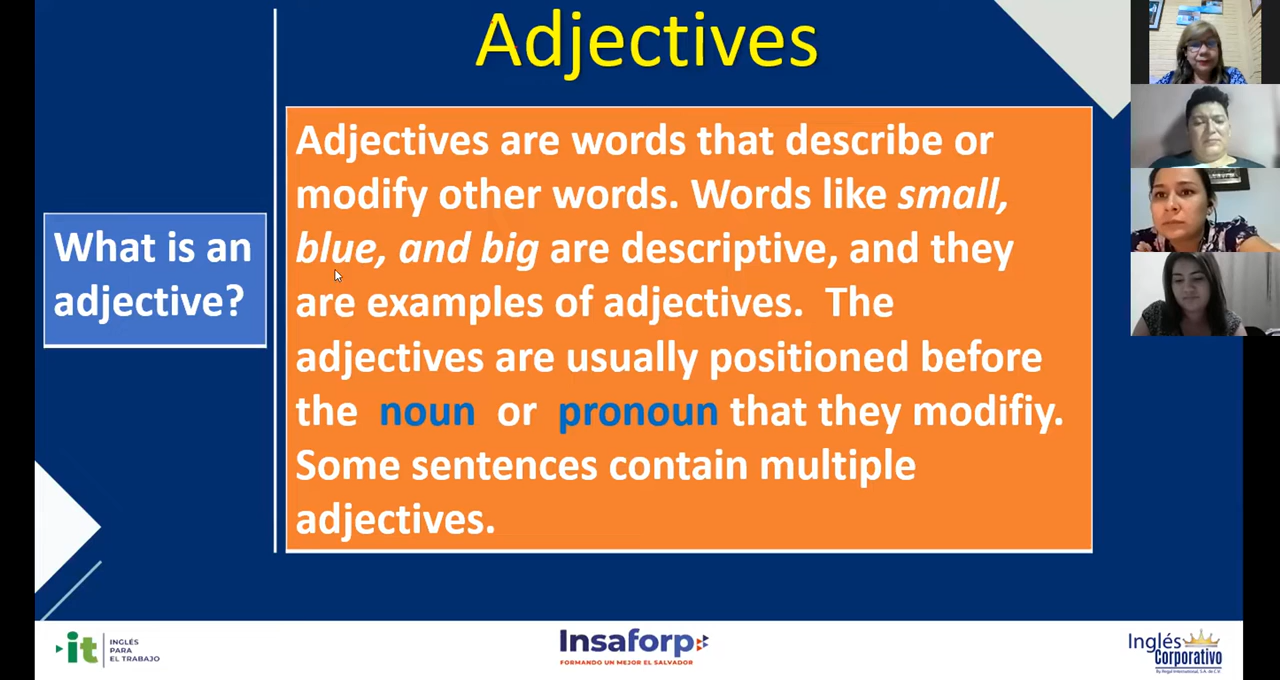 Adjectives
What is an
adjective?
Adjectives are words that describe or
modify other words. Words like small,
blue, and big are descriptive, and they
are examples of adjectives. The
adjectives are usually positioned before
the noun or pronoun that they modifiy.
Some sentences contain multiple
adjectives.
it
INGLÉS
PARA
EL TRABAJO
Insaforp
FORMANDO UN MEJOR EL SALVADOR
Inglés
Corporativo
By Regal International, S.A. de C.V.